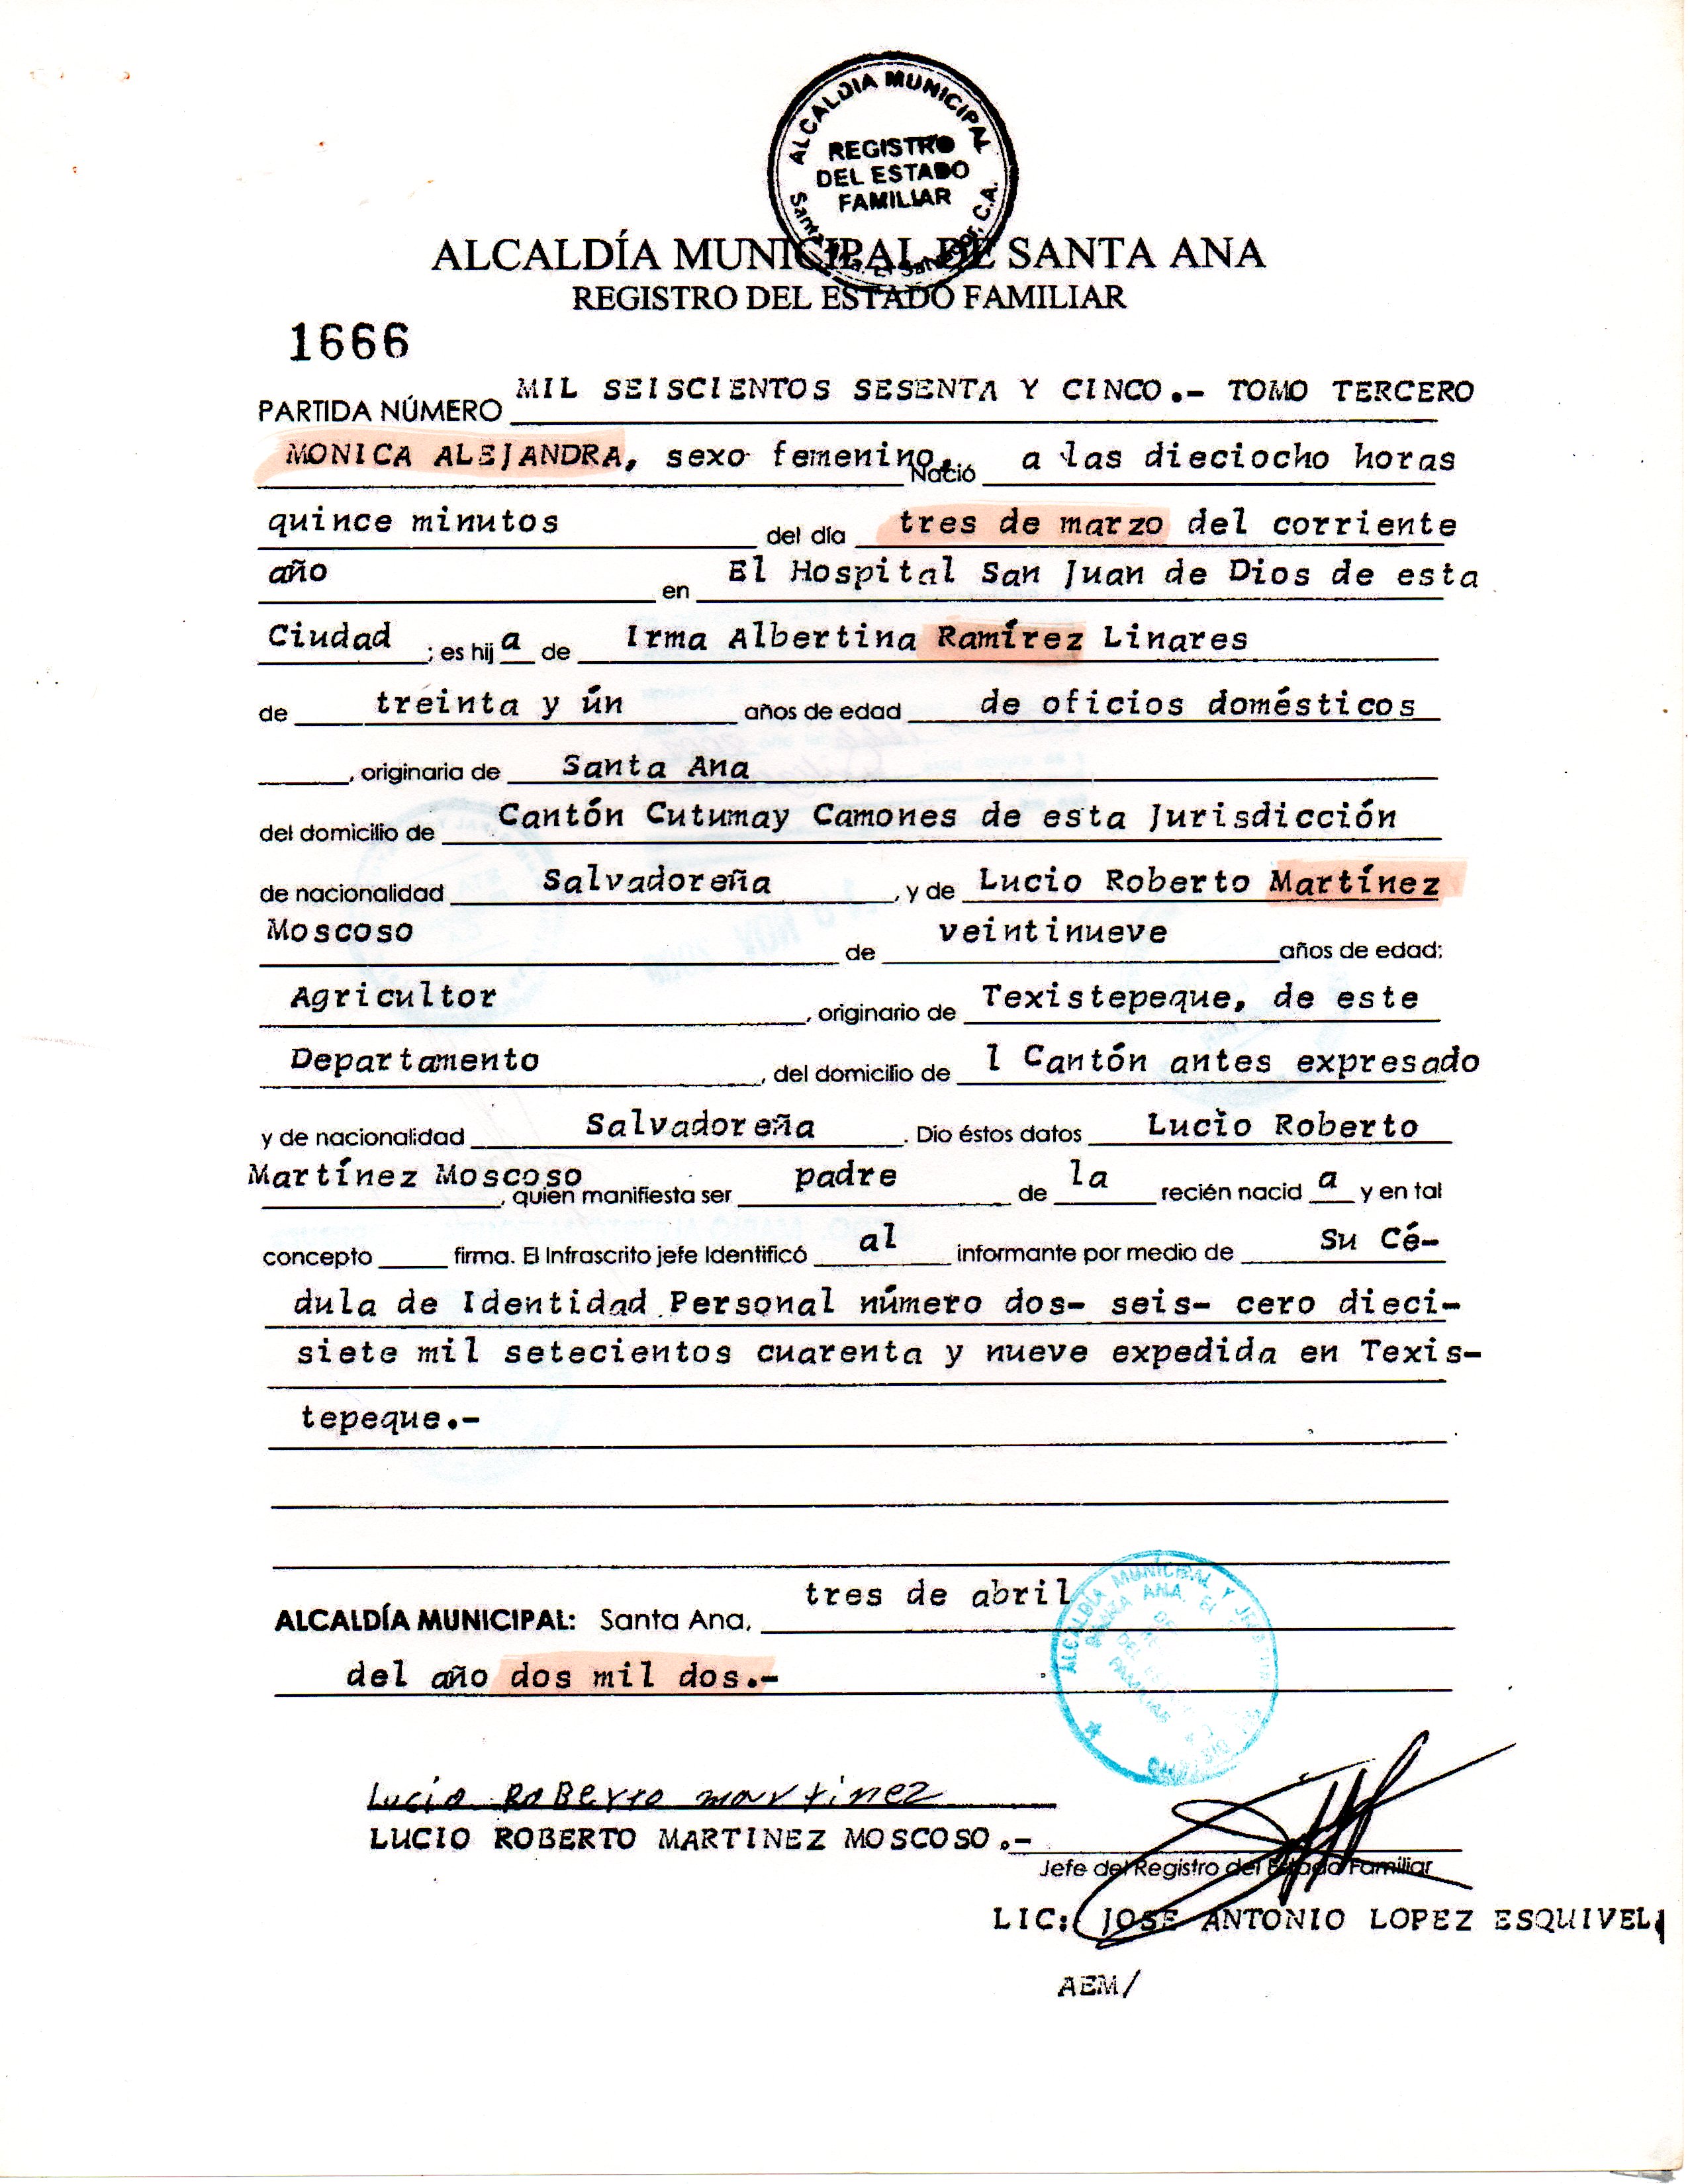 ALCALDIA MUNICIPAL
REGISTRO
DEL ESTADO
FAMILIAR
Santa Ana, El Salvador, C.A.
ALCALDÍA MUNICIPAL DE SANTA ANA
REGISTRO DEL ESTADO FAMILIAR
1666
PARTIDA NÚMERO MIL SEISCIENTOS SESENTA Y CINCO.- TOMO TERCERO
MONICA ALEJANDRA, sexo femenino, Nació a las dieciocho horas
quince minutos del día tres de marzo del corriente
año en El Hospital San Juan de Dios de esta
Ciudad ; es hija de Irma Albertina Ramírez Linares
de treinta y ún años de edad de oficios domésticos
, originaria de Santa Ana
del domicilio de Cantón Cutumay Camones de esta Jurisdicción
de nacionalidad Salvadoreña , y de Lucio Roberto Martínez
Moscoso de veintinueve años de edad:
Agricultor , originario de Texistepeque, de este
Departamento , del domicilio de l Cantón antes expresado
y de nacionalidad Salvadoreña . Dio éstos datos Lucio Roberto
Martínez Moscoso , quien manifiesta ser padre de la recién nacid a y en tal
concepto firma. El Infrascrito jefe Identificó al informante por medio de Su Cé-
dula de Identidad Personal número dos- seis- cero dieci-
siete mil setecientos cuarenta y nueve expedida en Texis-
tepeque.-
ALCALDÍA MUNICIPAL: Santa Ana, tres de abril
del año dos mil dos.-
ALCALDIA MUNICIPAL Y
Lucio RoBerto martinez
LUCIO ROBERTO MARTINEZ MOSCOSO.-
Jefe del Registro del Estado Familiar
LIC: JOSE ANTONIO LOPEZ ESQUIVEL
AEM/